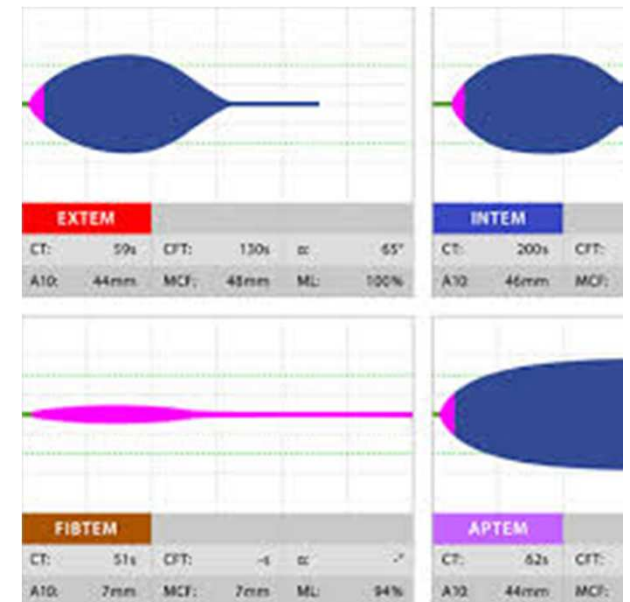 EXTEM
CT: 59s CFT: 130s α: 65°
A10: 44mm MCF: 48mm ML: 100%
INTEM
CT: 200s CFT:
A10: 46mm MCF:
FIBTEM
CT: 51s CFT: -s α: -°
A10: 7mm MCF: 7mm ML: 94%
APTEM
CT: 62s CFT:
A10: 44mm MCF: